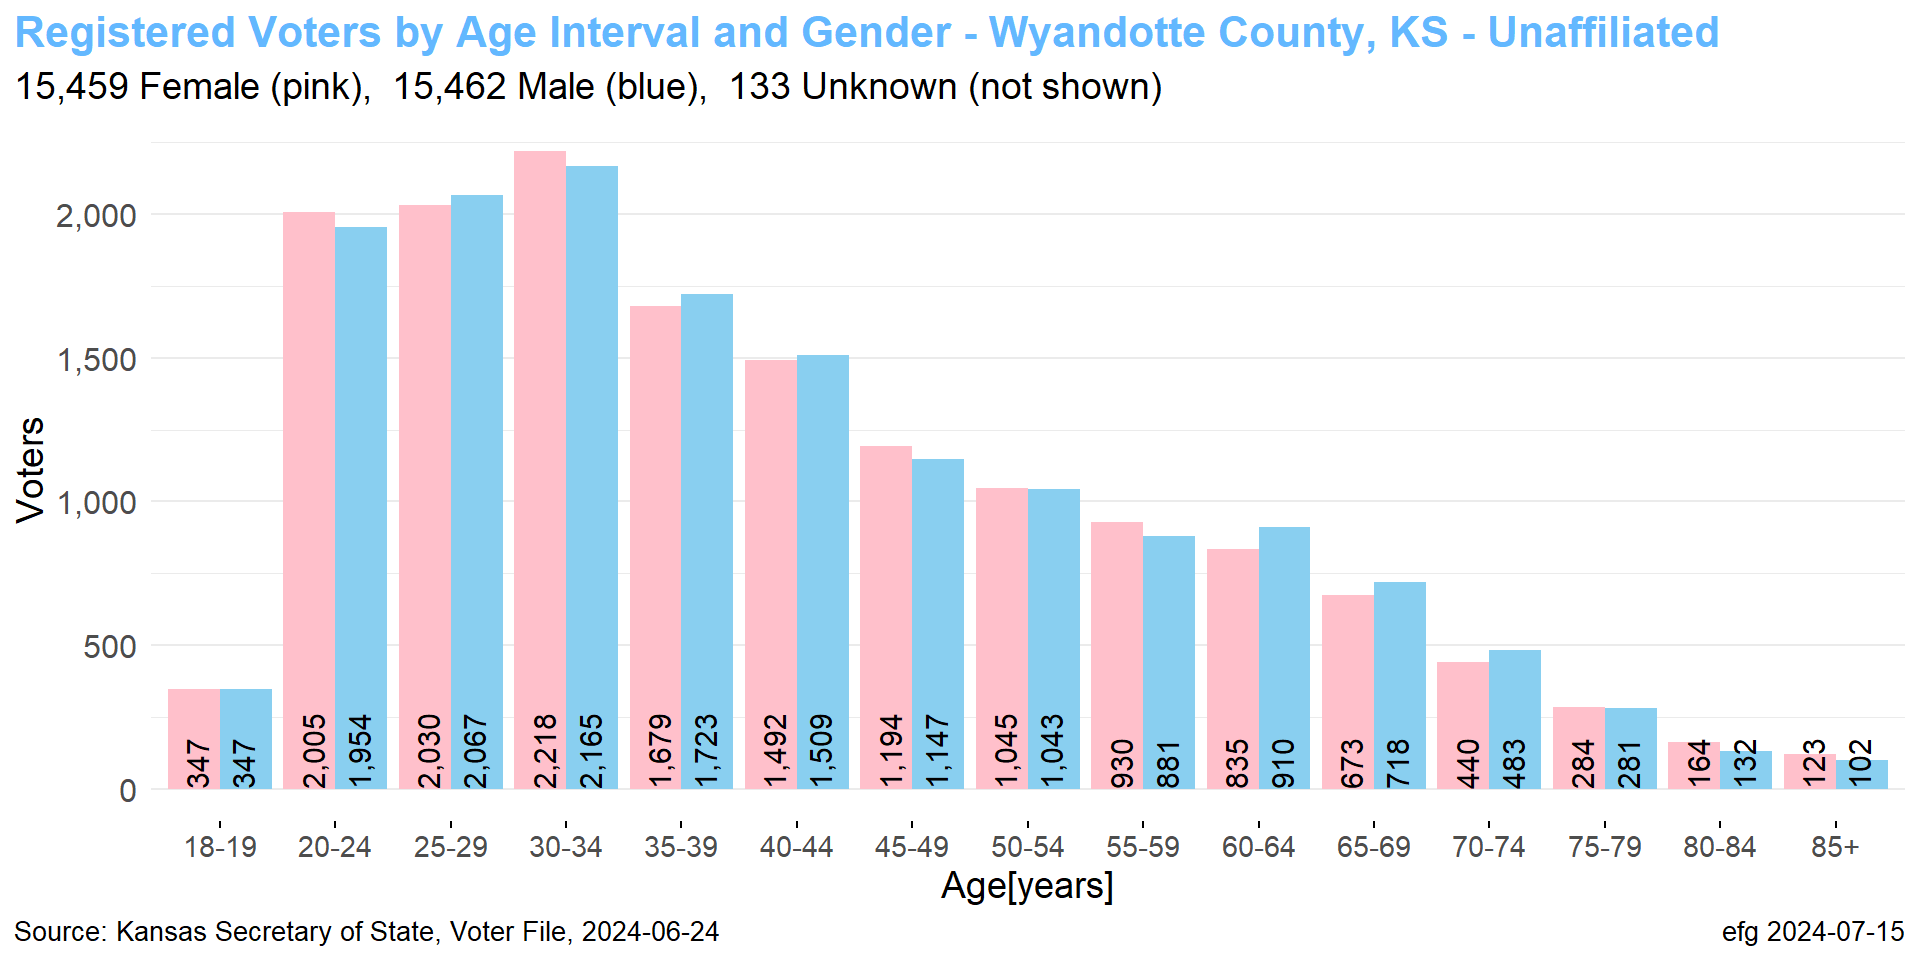 Registered Voters by Age Interval and Gender - Wyandotte County, KS - Unaffiliated
15,459 Female (pink),  15,462 Male (blue),  133 Unknown (not shown)
Voters
2,000
1,500
1,000
500
0
347 347 2,005 1,954 2,030 2,067 2,218 2,165 1,679 1,723 1,492 1,509 1,194 1,147 1,045 1,043 930 881 835 910 673 718 440 483 284 281 164 132 123 102
18-19 20-24 25-29 30-34 35-39 40-44 45-49 50-54 55-59 60-64 65-69 70-74 75-79 80-84 85+
Age[years]
Source: Kansas Secretary of State, Voter File, 2024-06-24
efg 2024-07-15